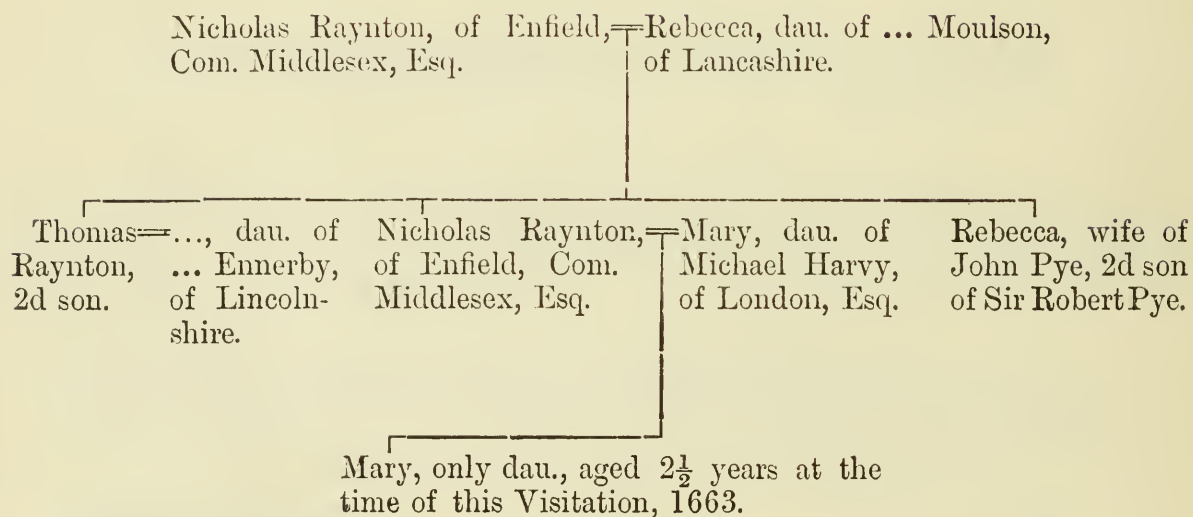 Nicholas Raynton, of Enfield,
Com. Middlesex, Esq.
Rebecca, dau. of ... Moulson,
of Lancashire.
Thomas
Raynton,
2d son.
..., dau. of
... Ennerby,
of Lincoln-
shire.
Nicholas Raynton,
of Enfield, Com.
Middlesex, Esq.
Mary, dau. of
Michael Harvy,
of London, Esq.
Rebecca, wife of
John Pye, 2d son
of Sir Robert Pye.
Mary, only dau., aged 2½ years at the
time of this Visitation, 1663.